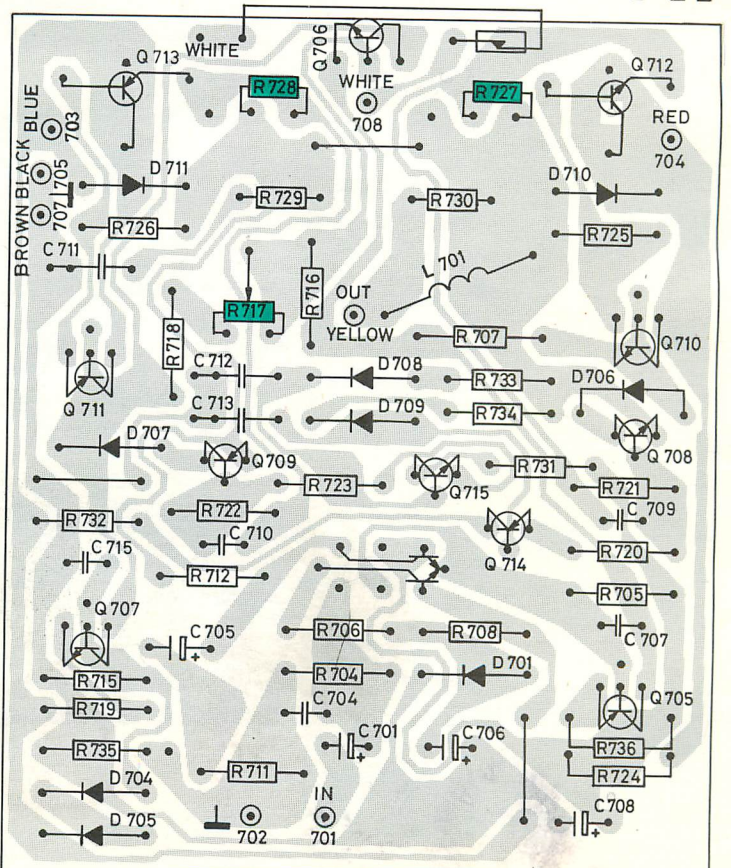 Q 713
WHITE
Q 706
Q 712
R 728
WHITE
708
R 727
BLUE
703
RED
704
BLACK
705
D 711
D 710
BROWN
707
R 729
R 730
R 726
R 725
C 711
L 701
R 716
R 717
OUT
YELLOW
R 718
R 707
Q 710
C 712
D 708
R 733
D 706
Q 711
C 713
D 709
R 734
D 707
Q 709
Q 708
R 731
R 723
Q 715
R 721
R 722
C 709
R 732
C 710
Q 714
R 720
C 715
R 712
R 705
Q 707
C 705
R 706
R 708
C 707
R 715
R 704
D 701
Q 705
R 719
C 704
C 701
C 706
R 735
R 736
R 711
R 724
D 704
IN
C 708
D 705
702
701